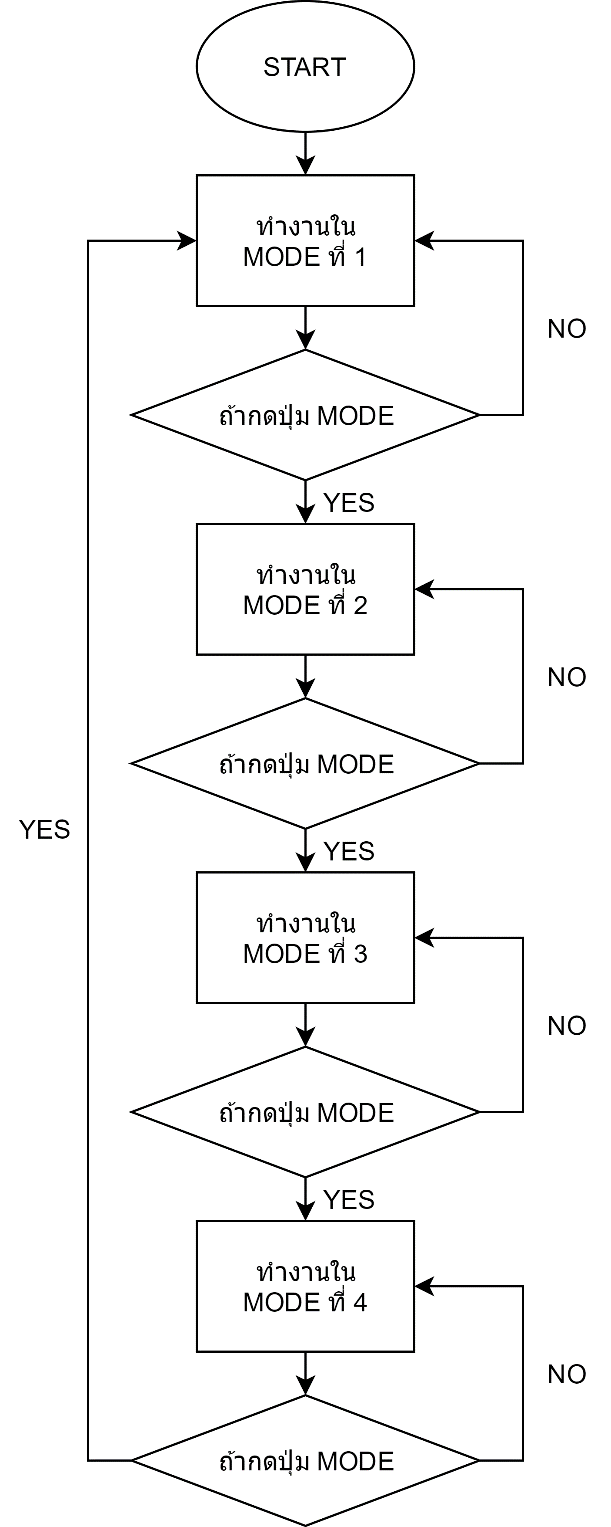 START
ทำงานใน
MODE ที่ 1
NO
ถ้ากดปุ่ม MODE
YES
ทำงานใน
MODE ที่ 2
NO
ถ้ากดปุ่ม MODE
YES
YES
ทำงานใน
MODE ที่ 3
NO
ถ้ากดปุ่ม MODE
YES
ทำงานใน
MODE ที่ 4
NO
ถ้ากดปุ่ม MODE